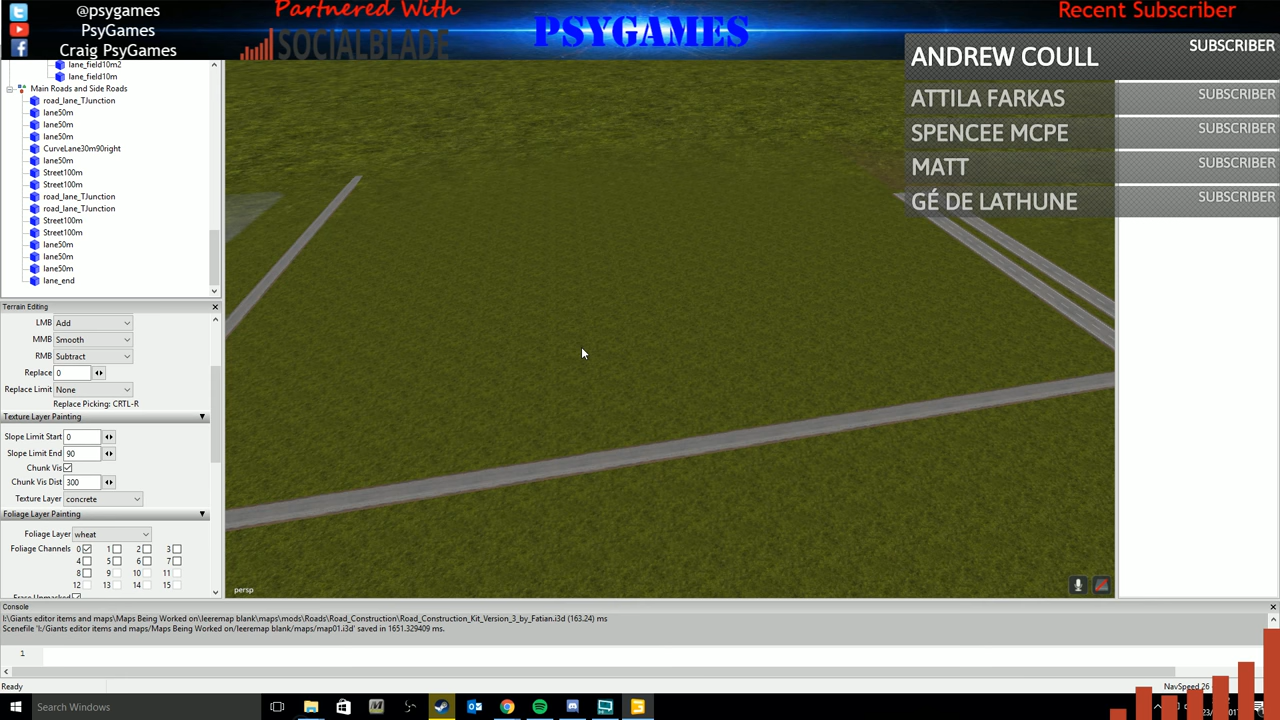 @psygames
PsyGames
Craig PsyGames
Partnered With
SOCIALBLADE
PSYGAMES
Recent Subscriber
ANDREW COULL SUBSCRIBER
ATTILA FARKAS SUBSCRIBER
SPENCEE MCPE SUBSCRIBER
MATT SUBSCRIBER
GÉ DE LATHUNE SUBSCRIBER
lane_field10m2
lane_field10m
Main Roads and Side Roads
road_lane_TJunction
lane50m
lane50m
lane50m
CurveLane30m90right
lane50m
Street100m
Street100m
road_lane_TJunction
road_lane_TJunction
Street100m
Street100m
lane50m
lane50m
lane50m
lane_end
Terrain Editing
LMB Add
MMB Smooth
RMB Subtract
Replace 0
Replace Limit None
Replace Picking: CRTL-R
Texture Layer Painting
Slope Limit Start 0
Slope Limit End 90
Chunk Vis
Chunk Vis Dist 300
Texture Layer concrete
Foliage Layer Painting
Foliage Layer wheat
Foliage Channels 0 1 2 3
4 5 6 7
8 9 10 11
12 13 14 15
Erase Unmasked
persp
Console
I:\Giants editor items and maps\Maps Being Worked on\leeremap blank\maps\mods\Roads\Road_Construction\Road_Construction_Kit_Version_3_by_Fatian.i3d (163.24) ms
Scenefile 'I:/Giants editor items and maps/Maps Being Worked on/leeremap blank/maps/map01.i3d' saved in 1651.329409 ms.
1
Ready
NavSpeed 26
Search Windows